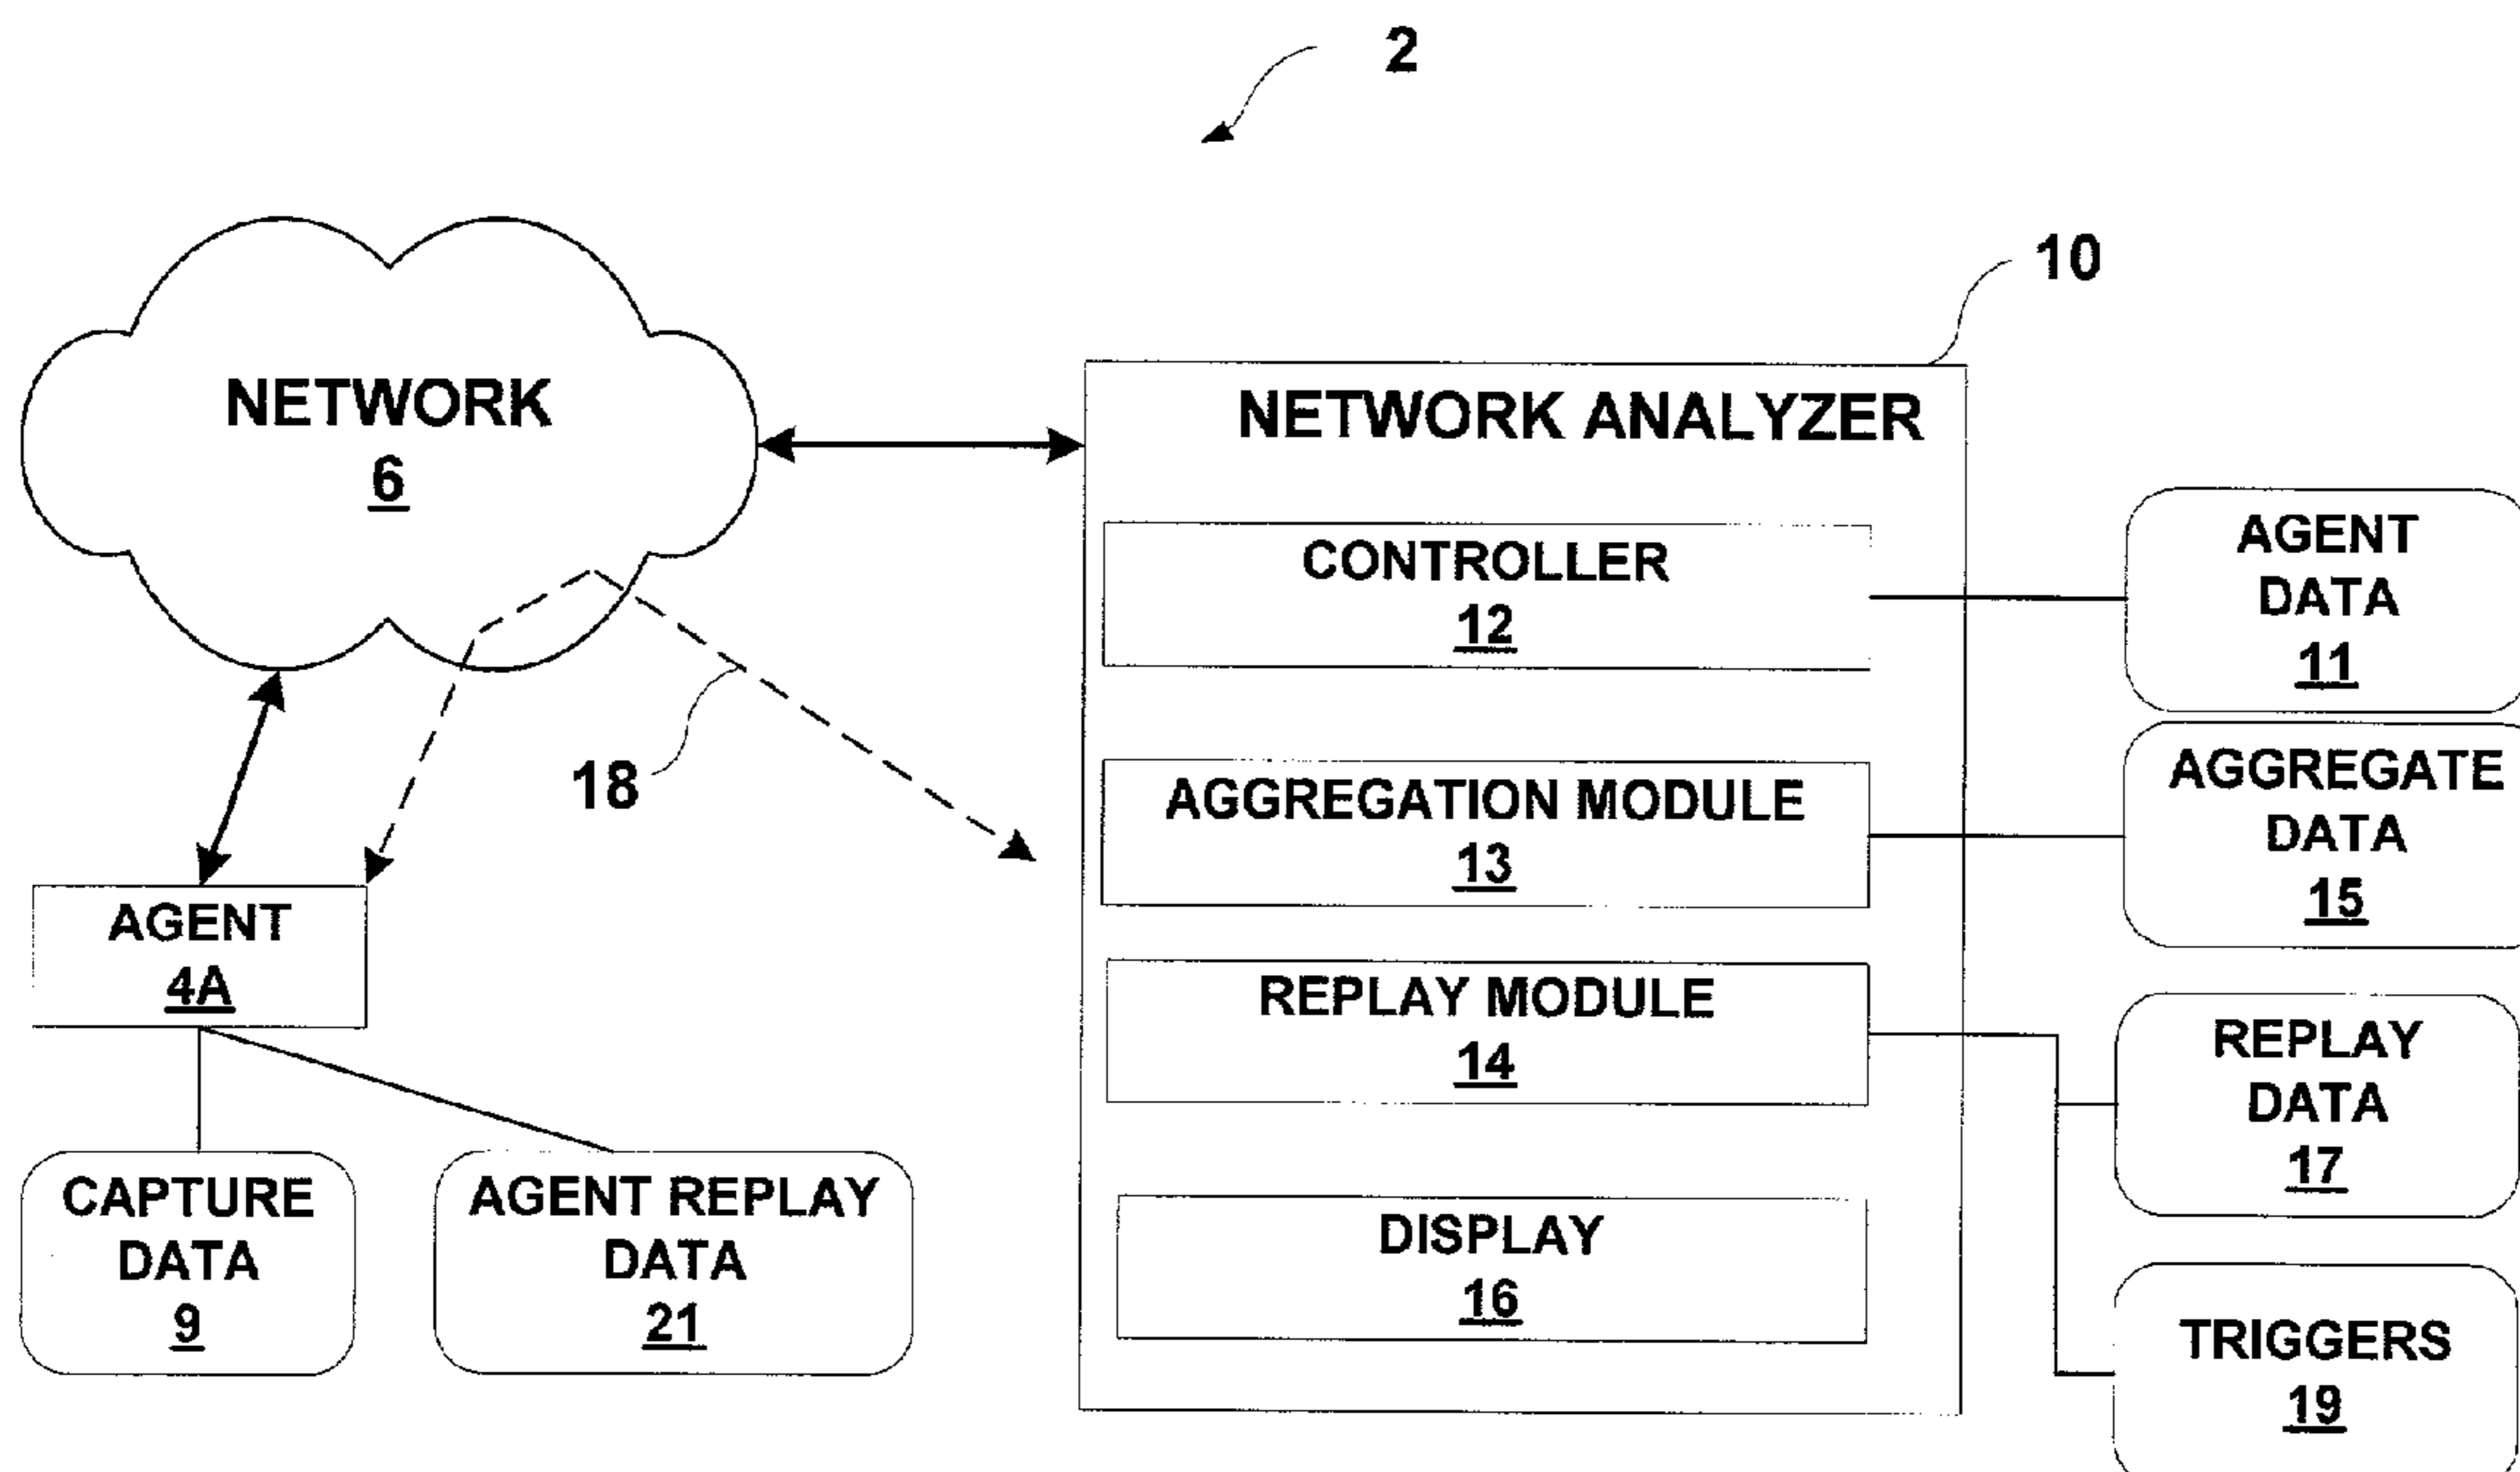 2
10
NETWORK
6
NETWORK ANALYZER
CONTROLLER
12
AGENT
DATA
11
18
AGGREGATION MODULE
13
AGGREGATE
DATA
15
AGENT
4A
REPLAY MODULE
14
REPLAY
DATA
17
CAPTURE
DATA
9
AGENT REPLAY
DATA
21
DISPLAY
16
TRIGGERS
19